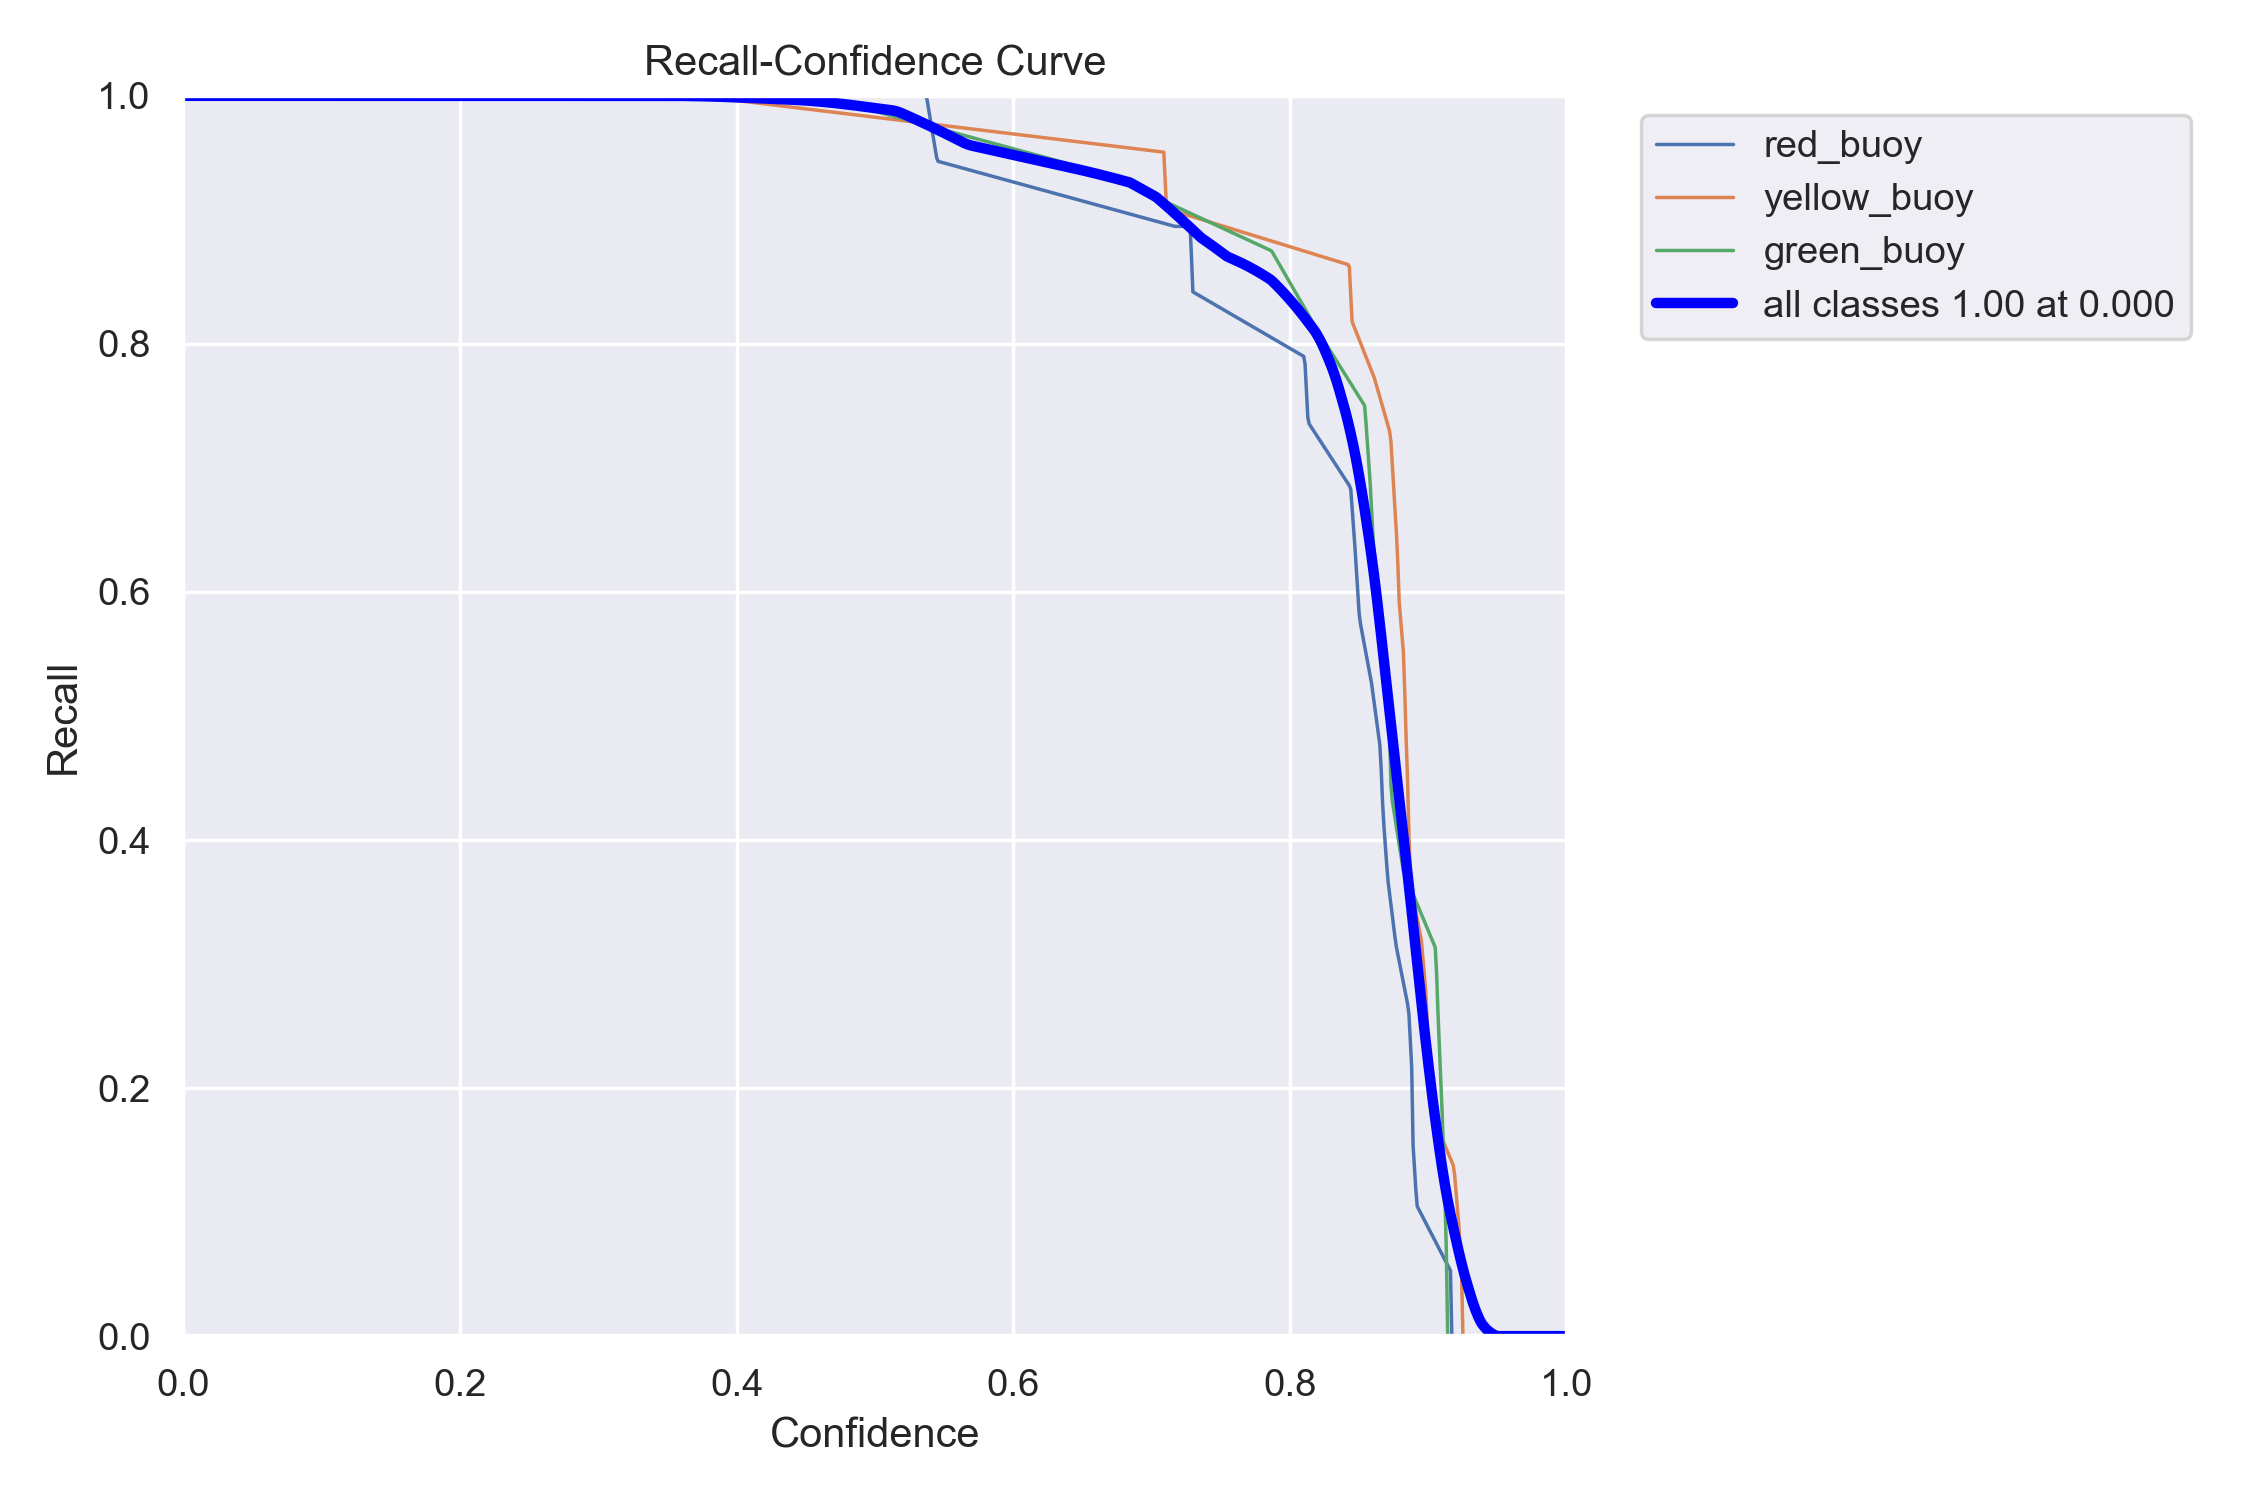 Recall-Confidence Curve
1.0
0.8
0.6
0.4
0.2
0.0
Recall
0.0 0.2 0.4 0.6 0.8 1.0
Confidence
red_buoy
yellow_buoy
green_buoy
all classes 1.00 at 0.000